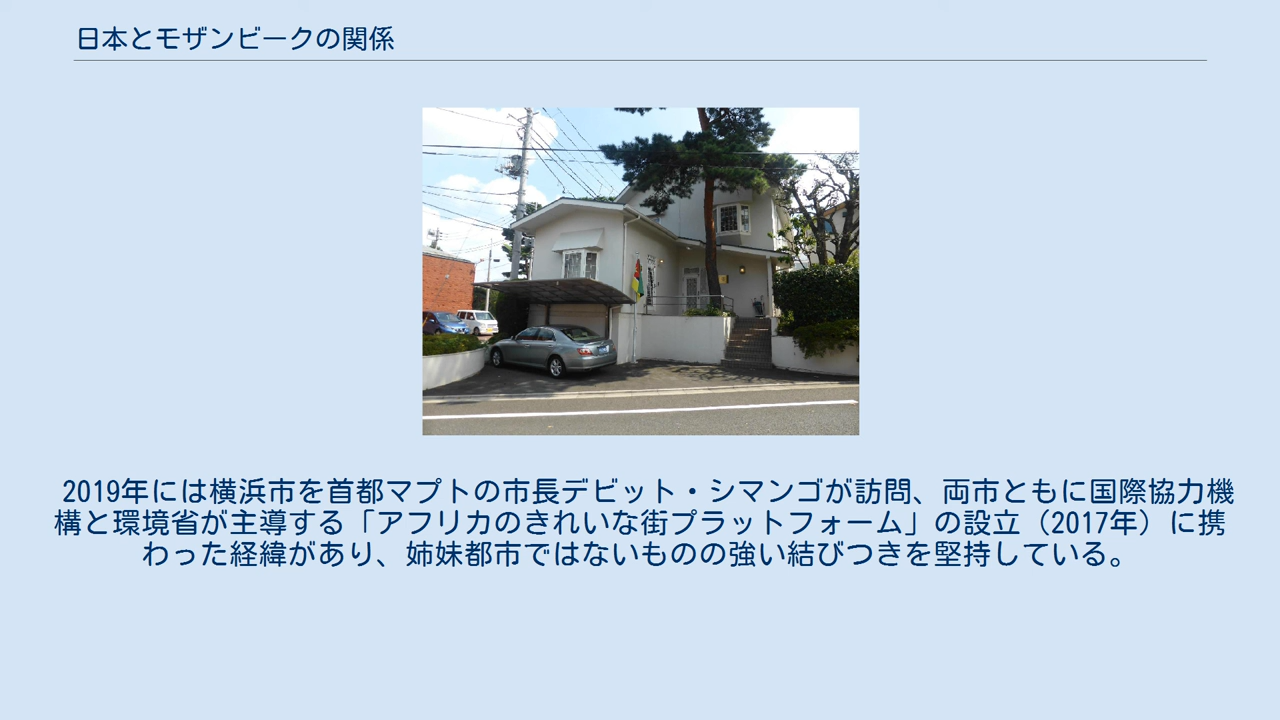 日本とモザンビークの関係
2019年には横浜市を首都マプトの市長デビット・シマンゴが訪問、両市ともに国際協力機
構と環境省が主導する「アフリカのきれいな街プラットフォーム」の設立（2017年）に携
わった経緯があり、姉妹都市ではないものの強い結びつきを堅持している。